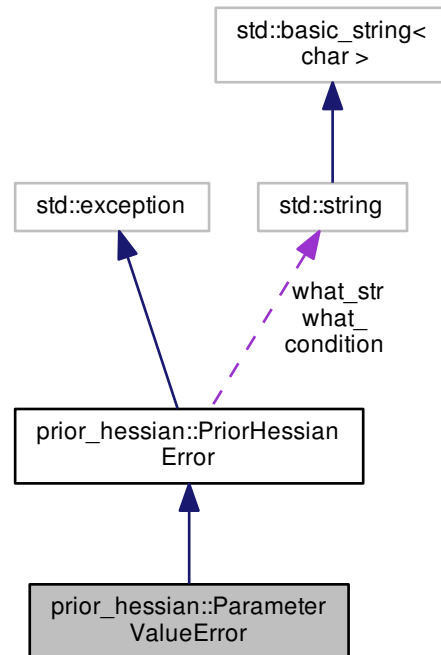 std::basic_string<
char >
std::exception
std::string
what_str
what_
condition
prior_hessian::PriorHessian
Error
prior_hessian::Parameter
ValueError